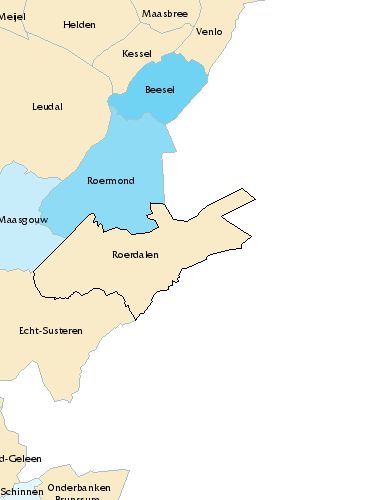 Meijel
Helden
Maasbree
Venlo
Kessel
Beesel
Leudal
Roermond
Maasgouw
Roerdalen
Echt-Susteren
d-Geleen
Schinnen
Onderbanken
Brunssum